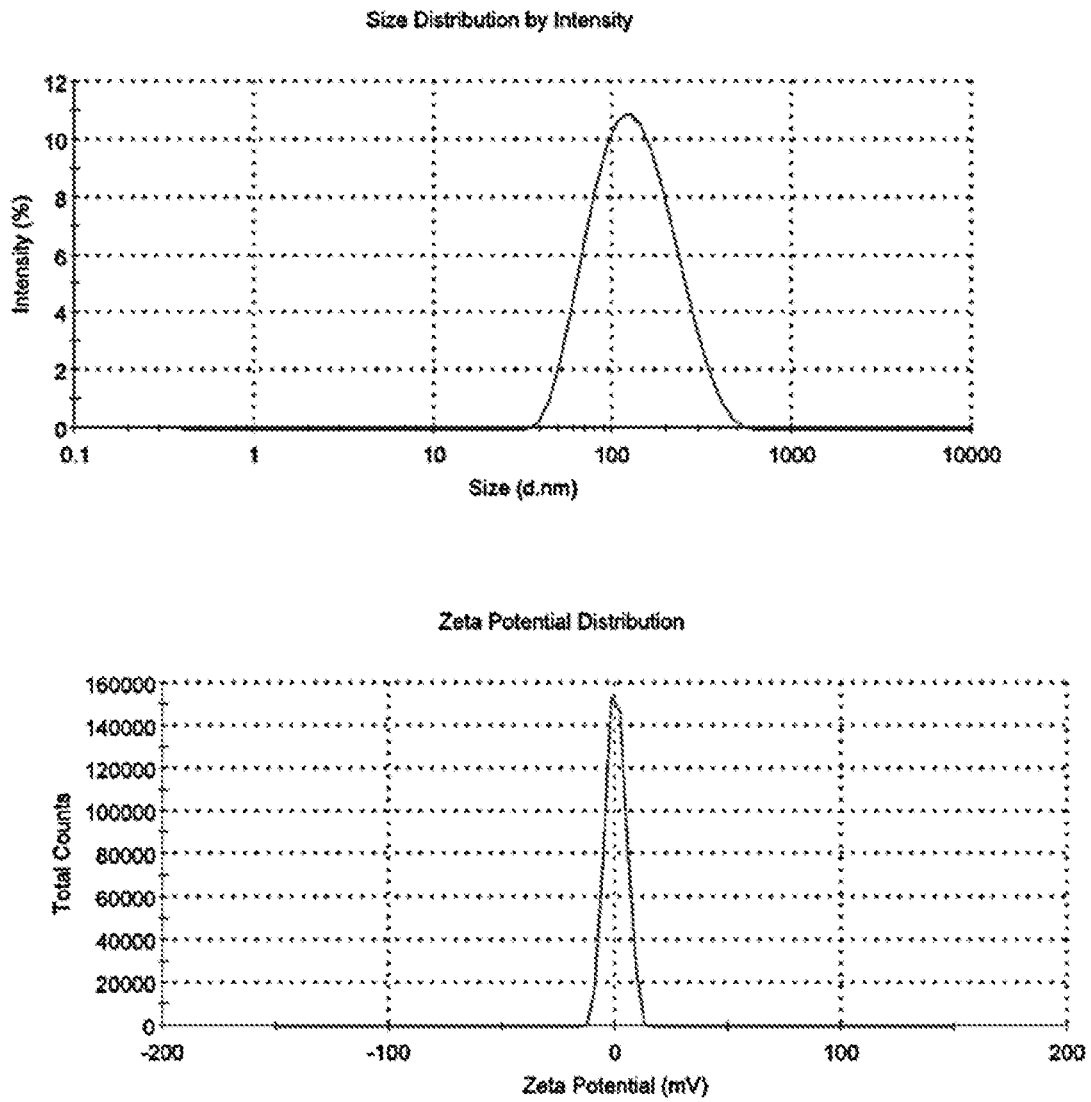 Size Distribution by Intensity
12
10
8
6
4
2
0
Intensity (%)
0.1 1 10 100 1000 10000
Size (d.nm)
Zeta Potential Distribution
160000
140000
120000
100000
80000
60000
40000
20000
0
Total Counts
-200 -100 0 100 200
Zeta Potential (mV)